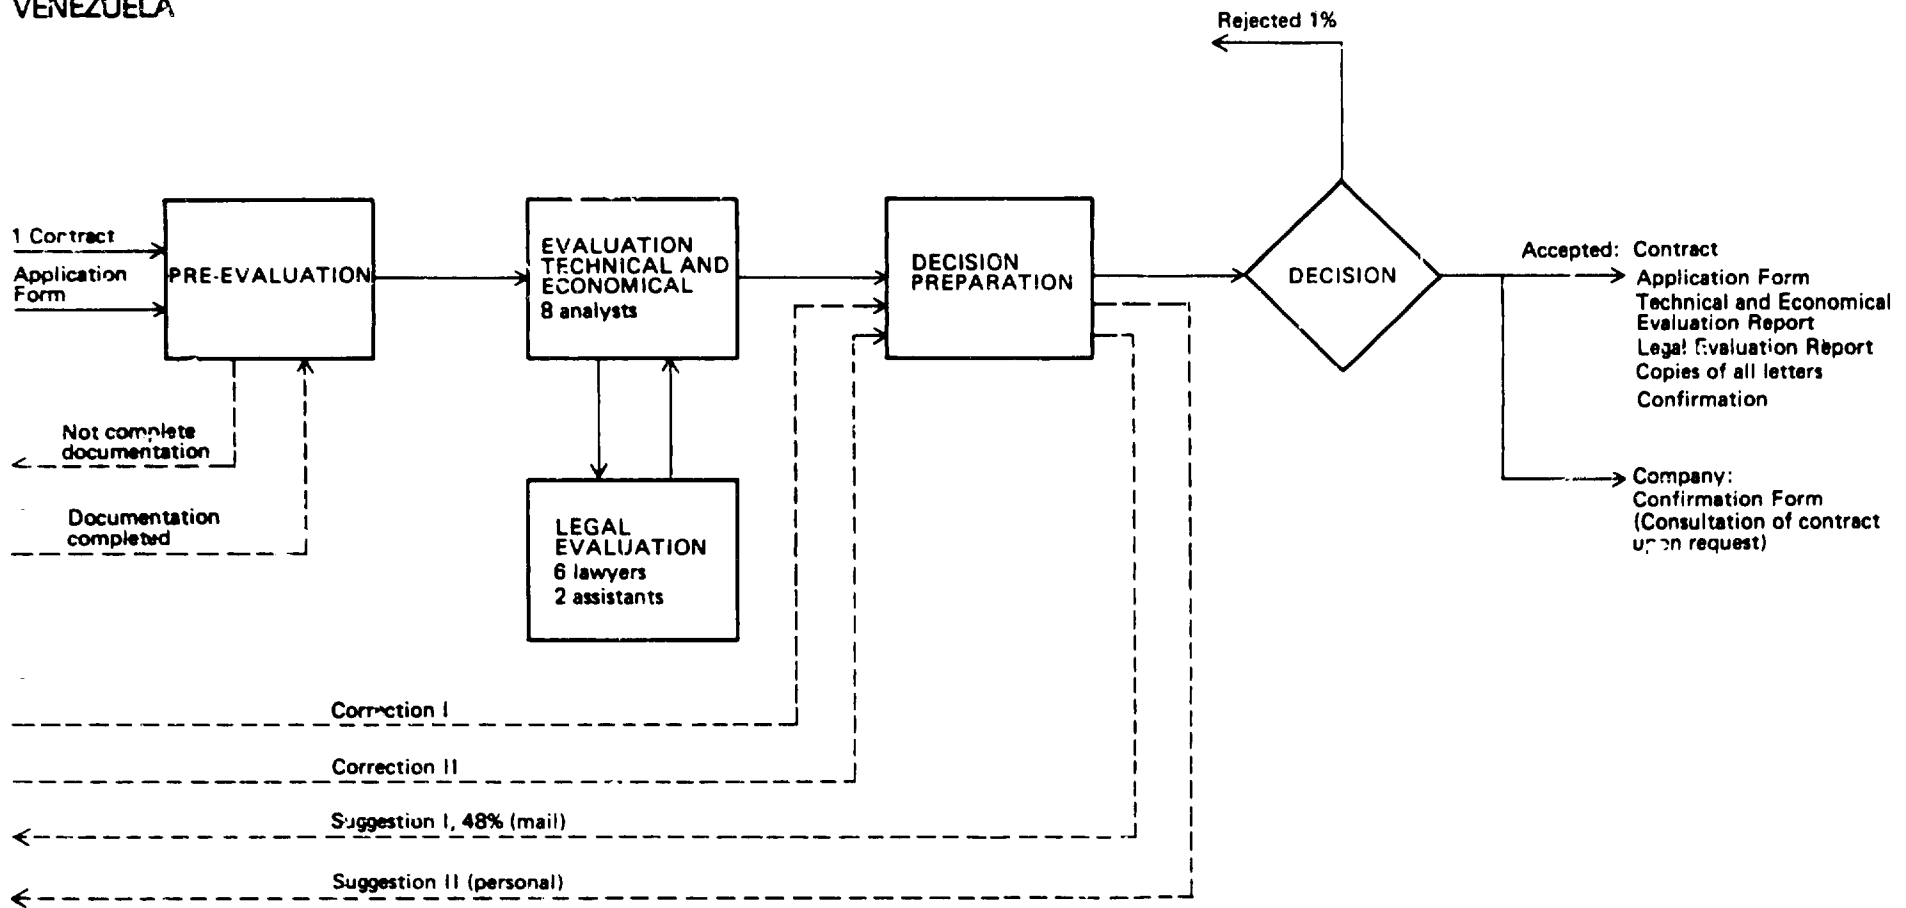 VENEZUELA
Rejected 1%
1 Contract
Application
Form
PRE-EVALUATION
EVALUATION
TECHNICAL AND
ECONOMICAL
8 analysts
DECISION
PREPARATION
DECISION
Accepted: Contract
Application Form
Technical and Economical
Evaluation Report
Legal Evaluation Report
Copies of all letters
Confirmation
Not complete
documentation
Documentation
completed
LEGAL
EVALUATION
6 lawyers
2 assistants
Company:
Confirmation Form
(Consultation of contract
upon request)
Correction I
Correction II
Suggestion I, 48% (mail)
Suggestion II (personal)